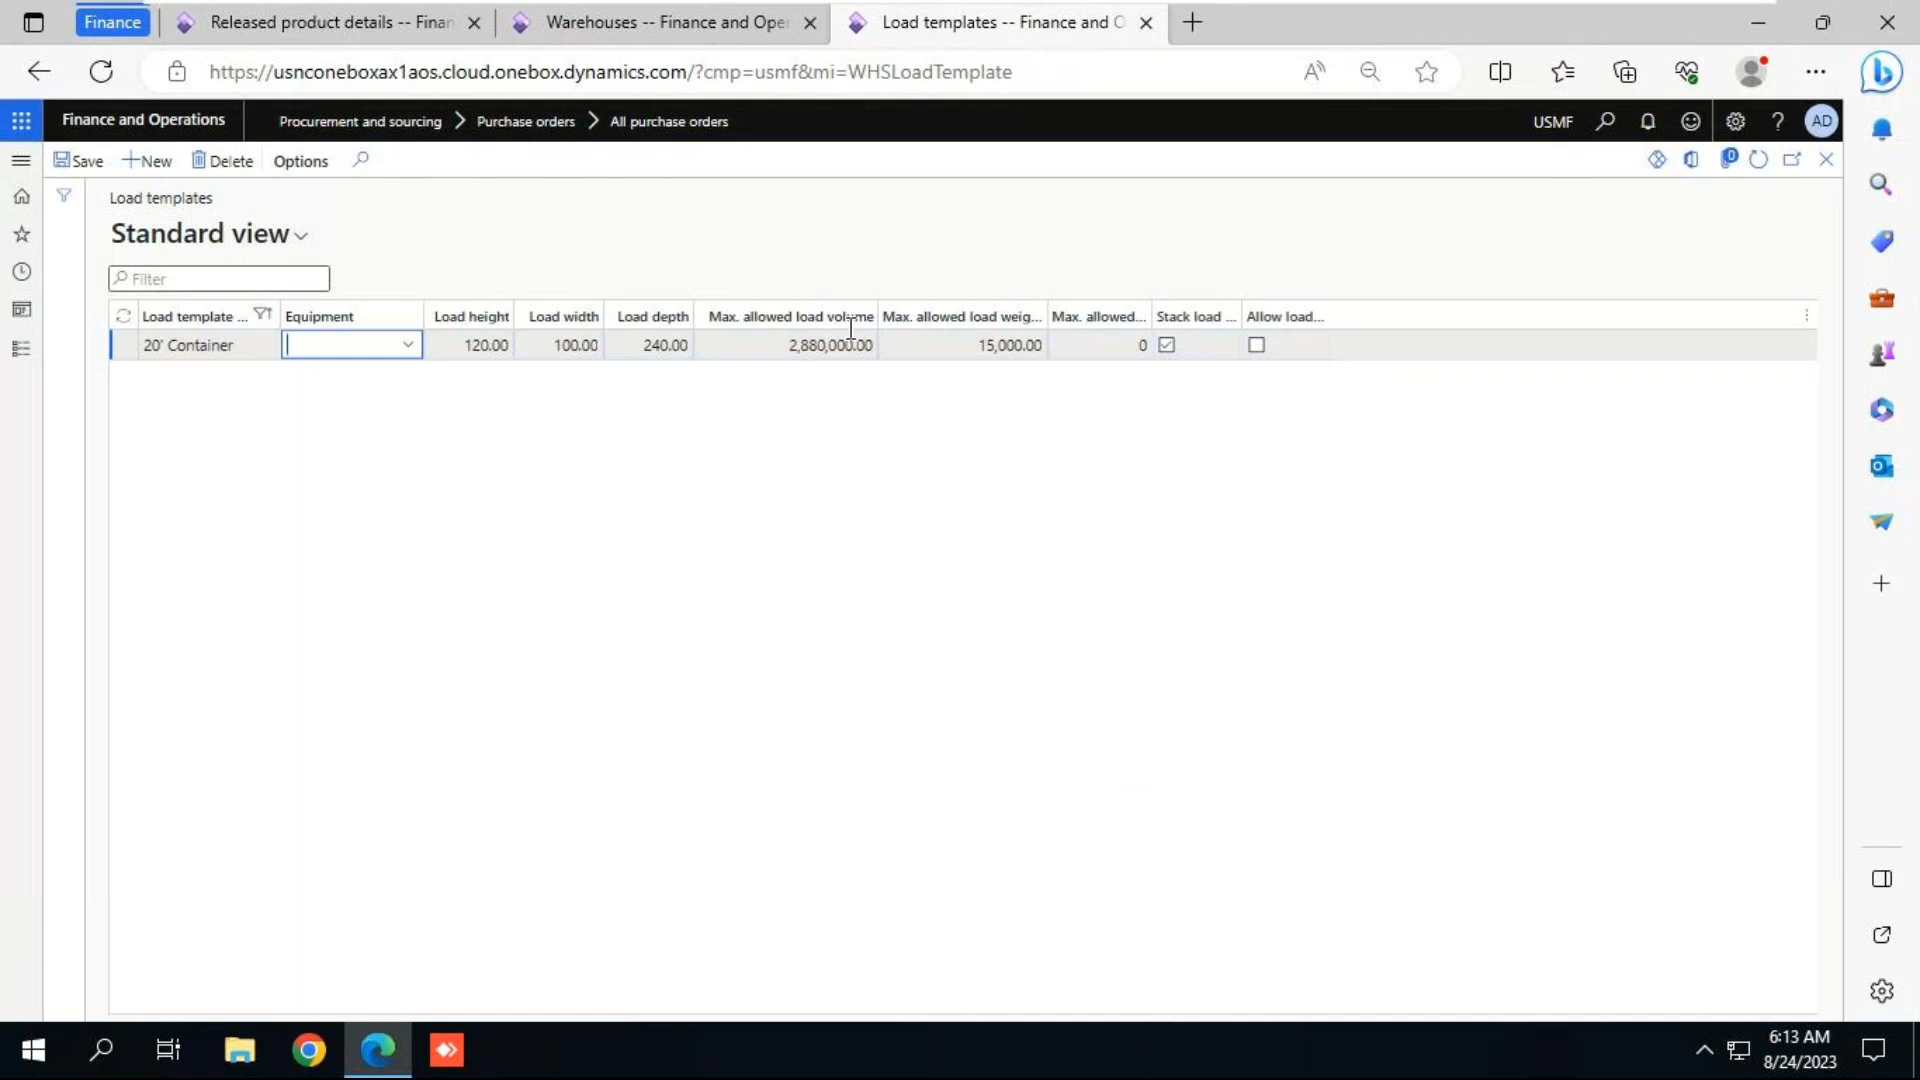 Finance
Released product details -- Finan
Warehouses -- Finance and Oper
Load templates -- Finance and O
https://usnconeboxax1aos.cloud.onebox.dynamics.com/?cmp=usmf&mi=WHSLoadTemplate
Finance and Operations
Procurement and sourcing
Purchase orders
All purchase orders
USMF
AD
Save
New
Delete
Options
0
Load templates
Standard view
Filter
Load template ...
Equipment
Load height
Load width
Load depth
Max. allowed load volume
Max. allowed load weig...
Max. allowed...
Stack load ...
Allow load...
20' Container
120.00
100.00
240.00
2,880,000.00
15,000.00
0
6:13 AM
8/24/2023